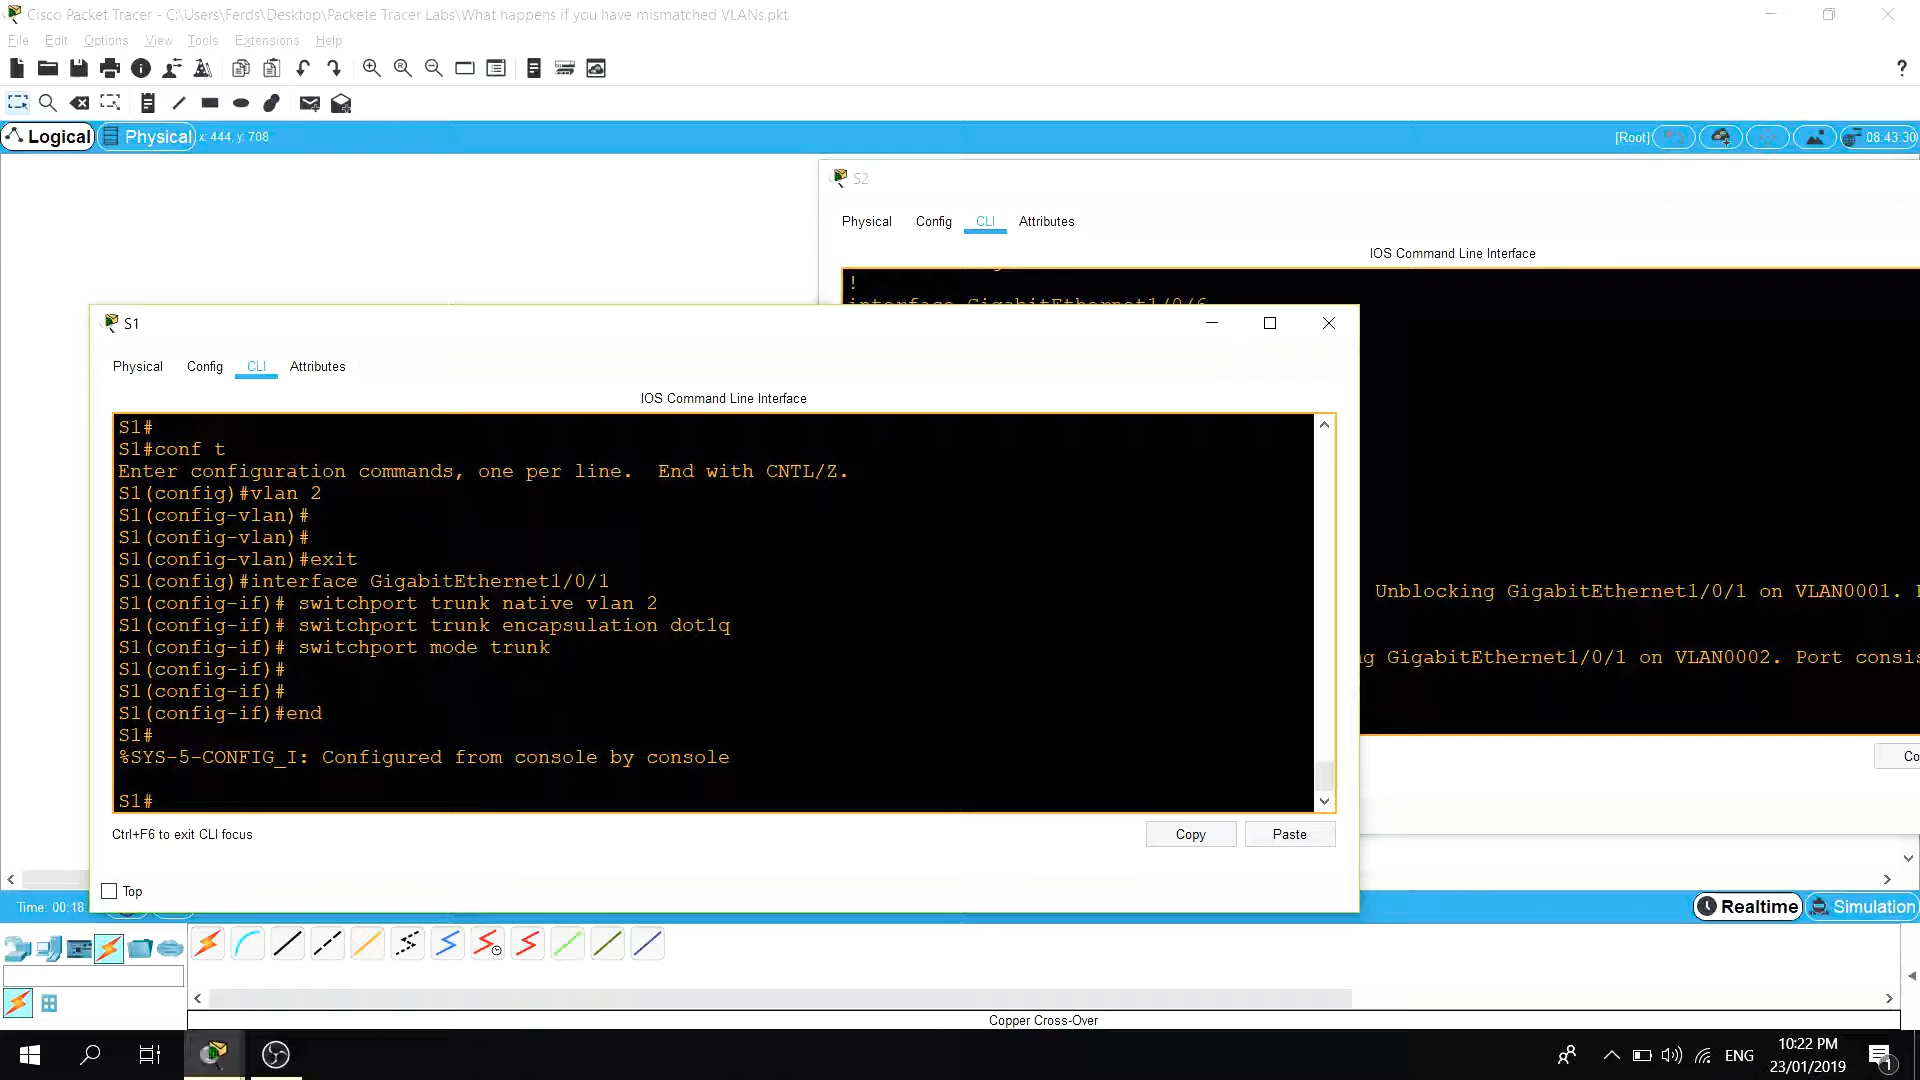 Cisco Packet Tracer - C:\Users\Ferds\Desktop\Packete Tracer Labs\What happens if you have mismatched VLANs.pkt
File Edit Options View Tools Extensions Help
?
Logical Physical x: 444, y: 708 [Root] 08:43:30
S2
Physical Config CLI Attributes
IOS Command Line Interface
!
interface GigabitEthernet1/0/6
Unblocking GigabitEthernet1/0/1 on VLAN0001.
GigabitEthernet1/0/1 on VLAN0002. Port
S1
Physical Config CLI Attributes
IOS Command Line Interface
S1#
S1#conf t
Enter configuration commands, one per line.  End with CNTL/Z.
S1(config)#vlan 2
S1(config-vlan)#
S1(config-vlan)#
S1(config-vlan)#exit
S1(config)#interface GigabitEthernet1/0/1
S1(config-if)# switchport trunk native vlan 2
S1(config-if)# switchport trunk encapsulation dot1q
S1(config-if)# switchport mode trunk
S1(config-if)#
S1(config-if)#
S1(config-if)#end
S1#
%SYS-5-CONFIG_I: Configured from console by console
S1#
Ctrl+F6 to exit CLI focus Copy Paste
Top
Time: 00:18: Realtime Simulation
Copper Cross-Over
ENG
10:22 PM
23/01/2019
1